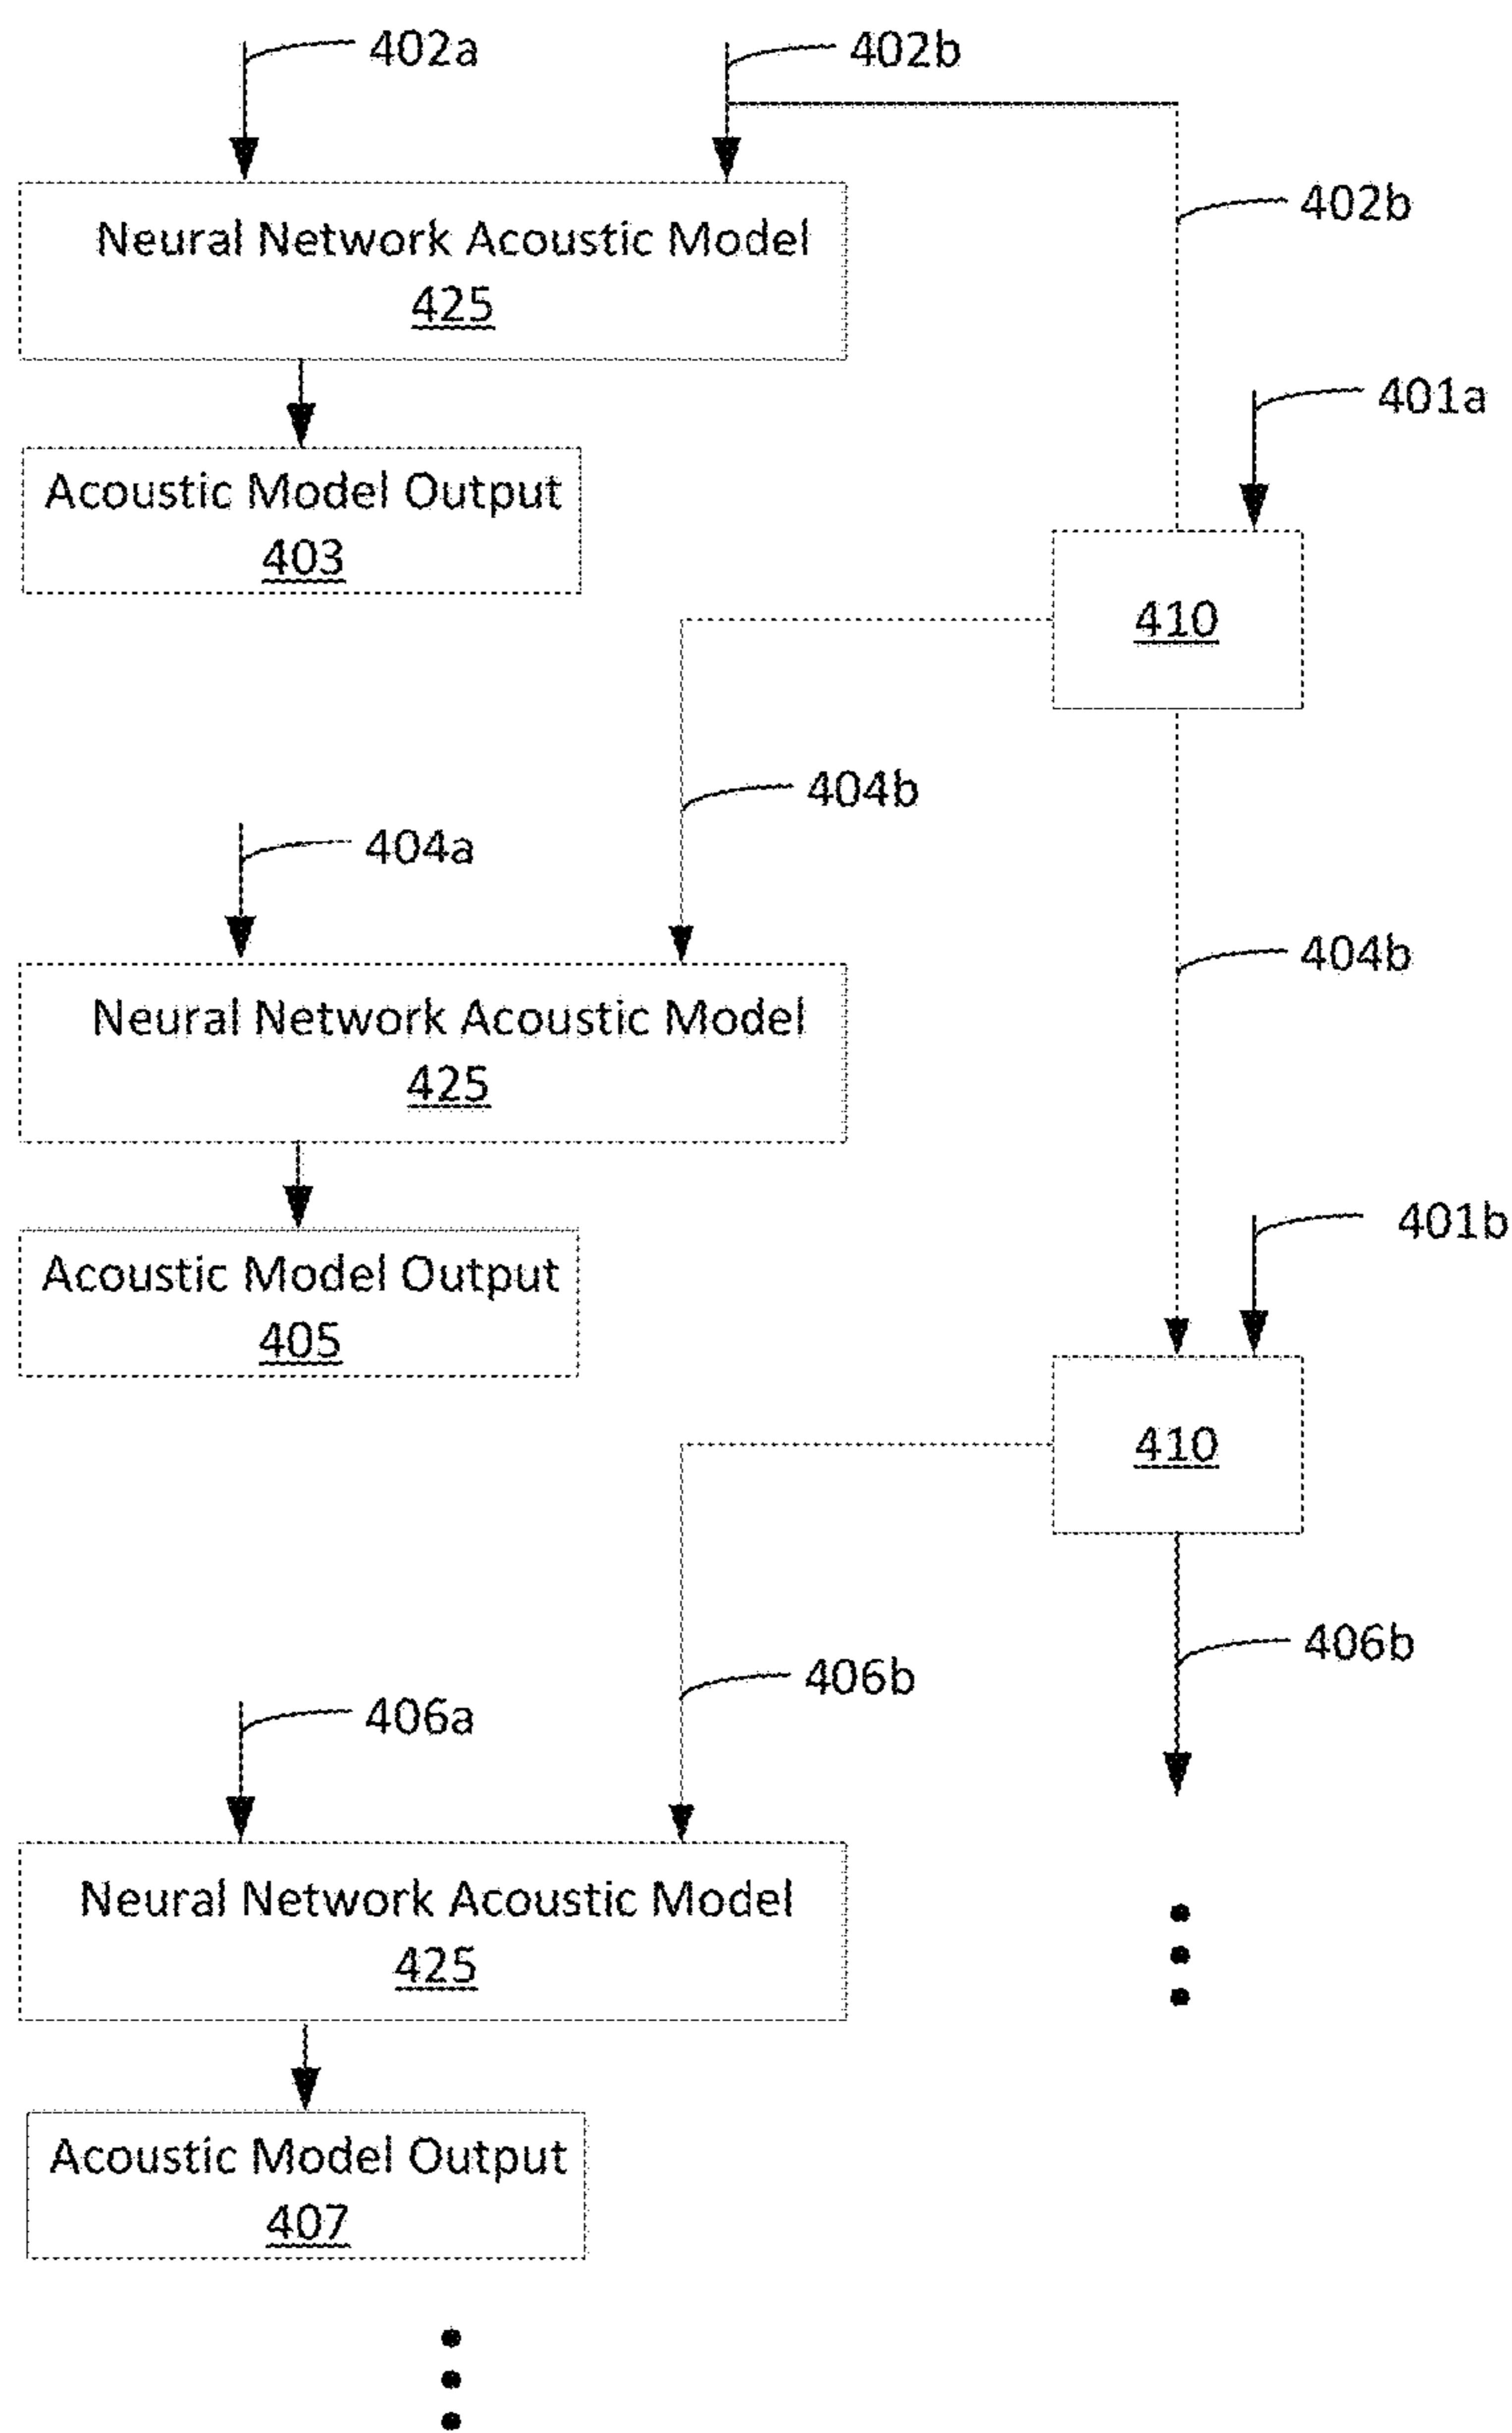 402a
402b
402b
Neural Network Acoustic Model
425
401a
Acoustic Model Output
403
410
404b
404a
404b
Neural Network Acoustic Model
425
401b
Acoustic Model Output
405
410
406b
406b
406a
Neural Network Acoustic Model
425
Acoustic Model Output
407